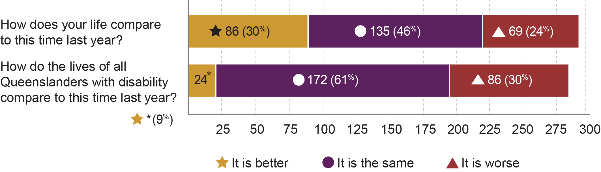 How does your life compare
to this time last year?
86 (30%)
135 (46%)
69 (24%)
How do the lives of all
Queenslanders with disability
compare to this time last year?
24*
172 (61%)
86 (30%)
*(9%)
25 50 75 100 125 150 175 200 225 250 275 300
It is better
It is the same
It is worse